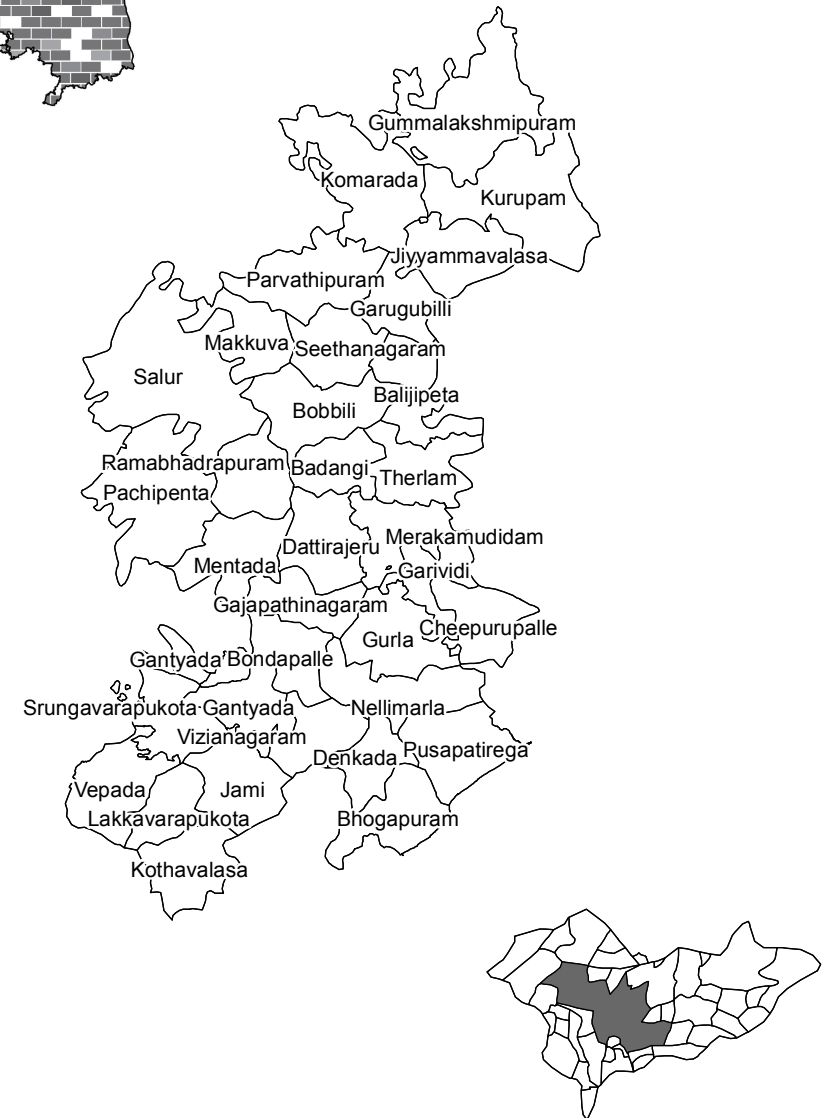 Gummalakshmipuram
Komarada
Kurupam
Jiyyammavalasa
Parvathipuram
Garugubilli
Makkuva
Seethanagaram
Salur
Balijipeta
Bobbili
Ramabhadrapuram
Badangi
Therlam
Pachipenta
Merakamudidam
Dattirajeru
Mentada
Garividi
Gajapathinagaram
Cheepurupalle
Gurla
Gantyada
Bondapalle
Srungavarapukota
Gantyada
Nellimarla
Vizianagaram
Denkada
Pusapatirega
Vepada
Jami
Lakkavarapukota
Bhogapuram
Kothavalasa